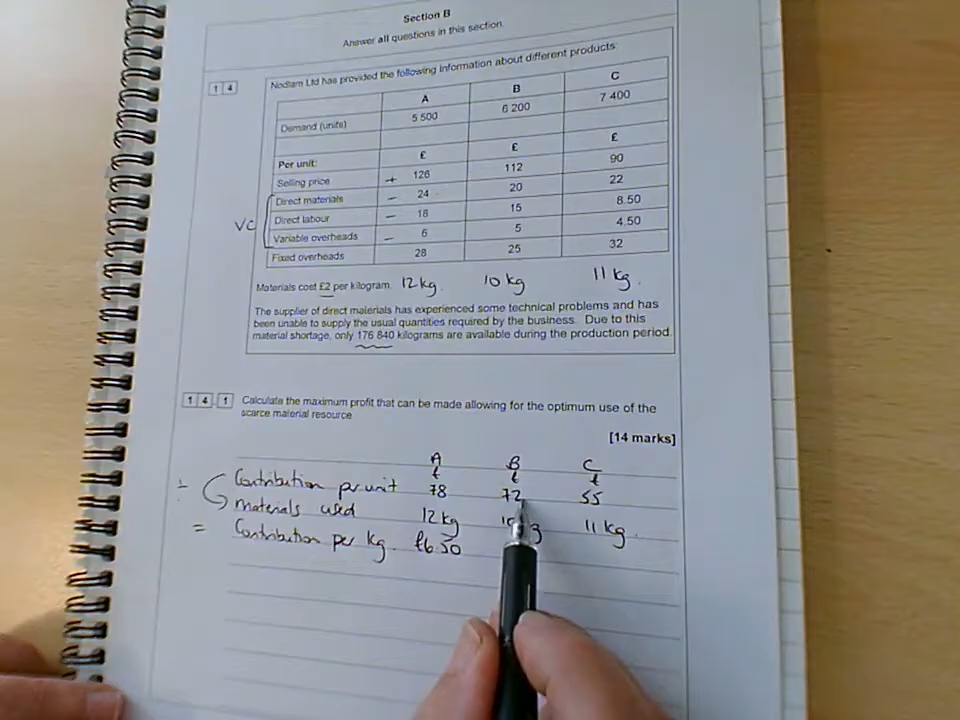 Section B
Answer all questions in this section.
1 4
Nodlam Ltd has provided the following information about different products:
A B C
Demand (units) 5 500 6 200 7 400
Per unit: £ £ £
Selling price + 126 112 90
Direct materials – 24 20 22
Direct labour – 18 15 8.50
VC
Variable overheads – 6 5 4.50
Fixed overheads 28 25 32
Materials cost £2 per kilogram. 12kg. 10 kg 11 kg.
The supplier of direct materials has experienced some technical problems and has
been unable to supply the usual quantities required by the business. Due to this
material shortage, only 176 840 kilograms are available during the production period.
1 4 . 1 Calculate the maximum profit that can be made allowing for the optimum use of the
scarce material resource
[14 marks]
A B C
£ £ £
÷ Contribution per unit 78 72 55
materials used 12 kg 11 kg.
= Contribution per kg. £6.50